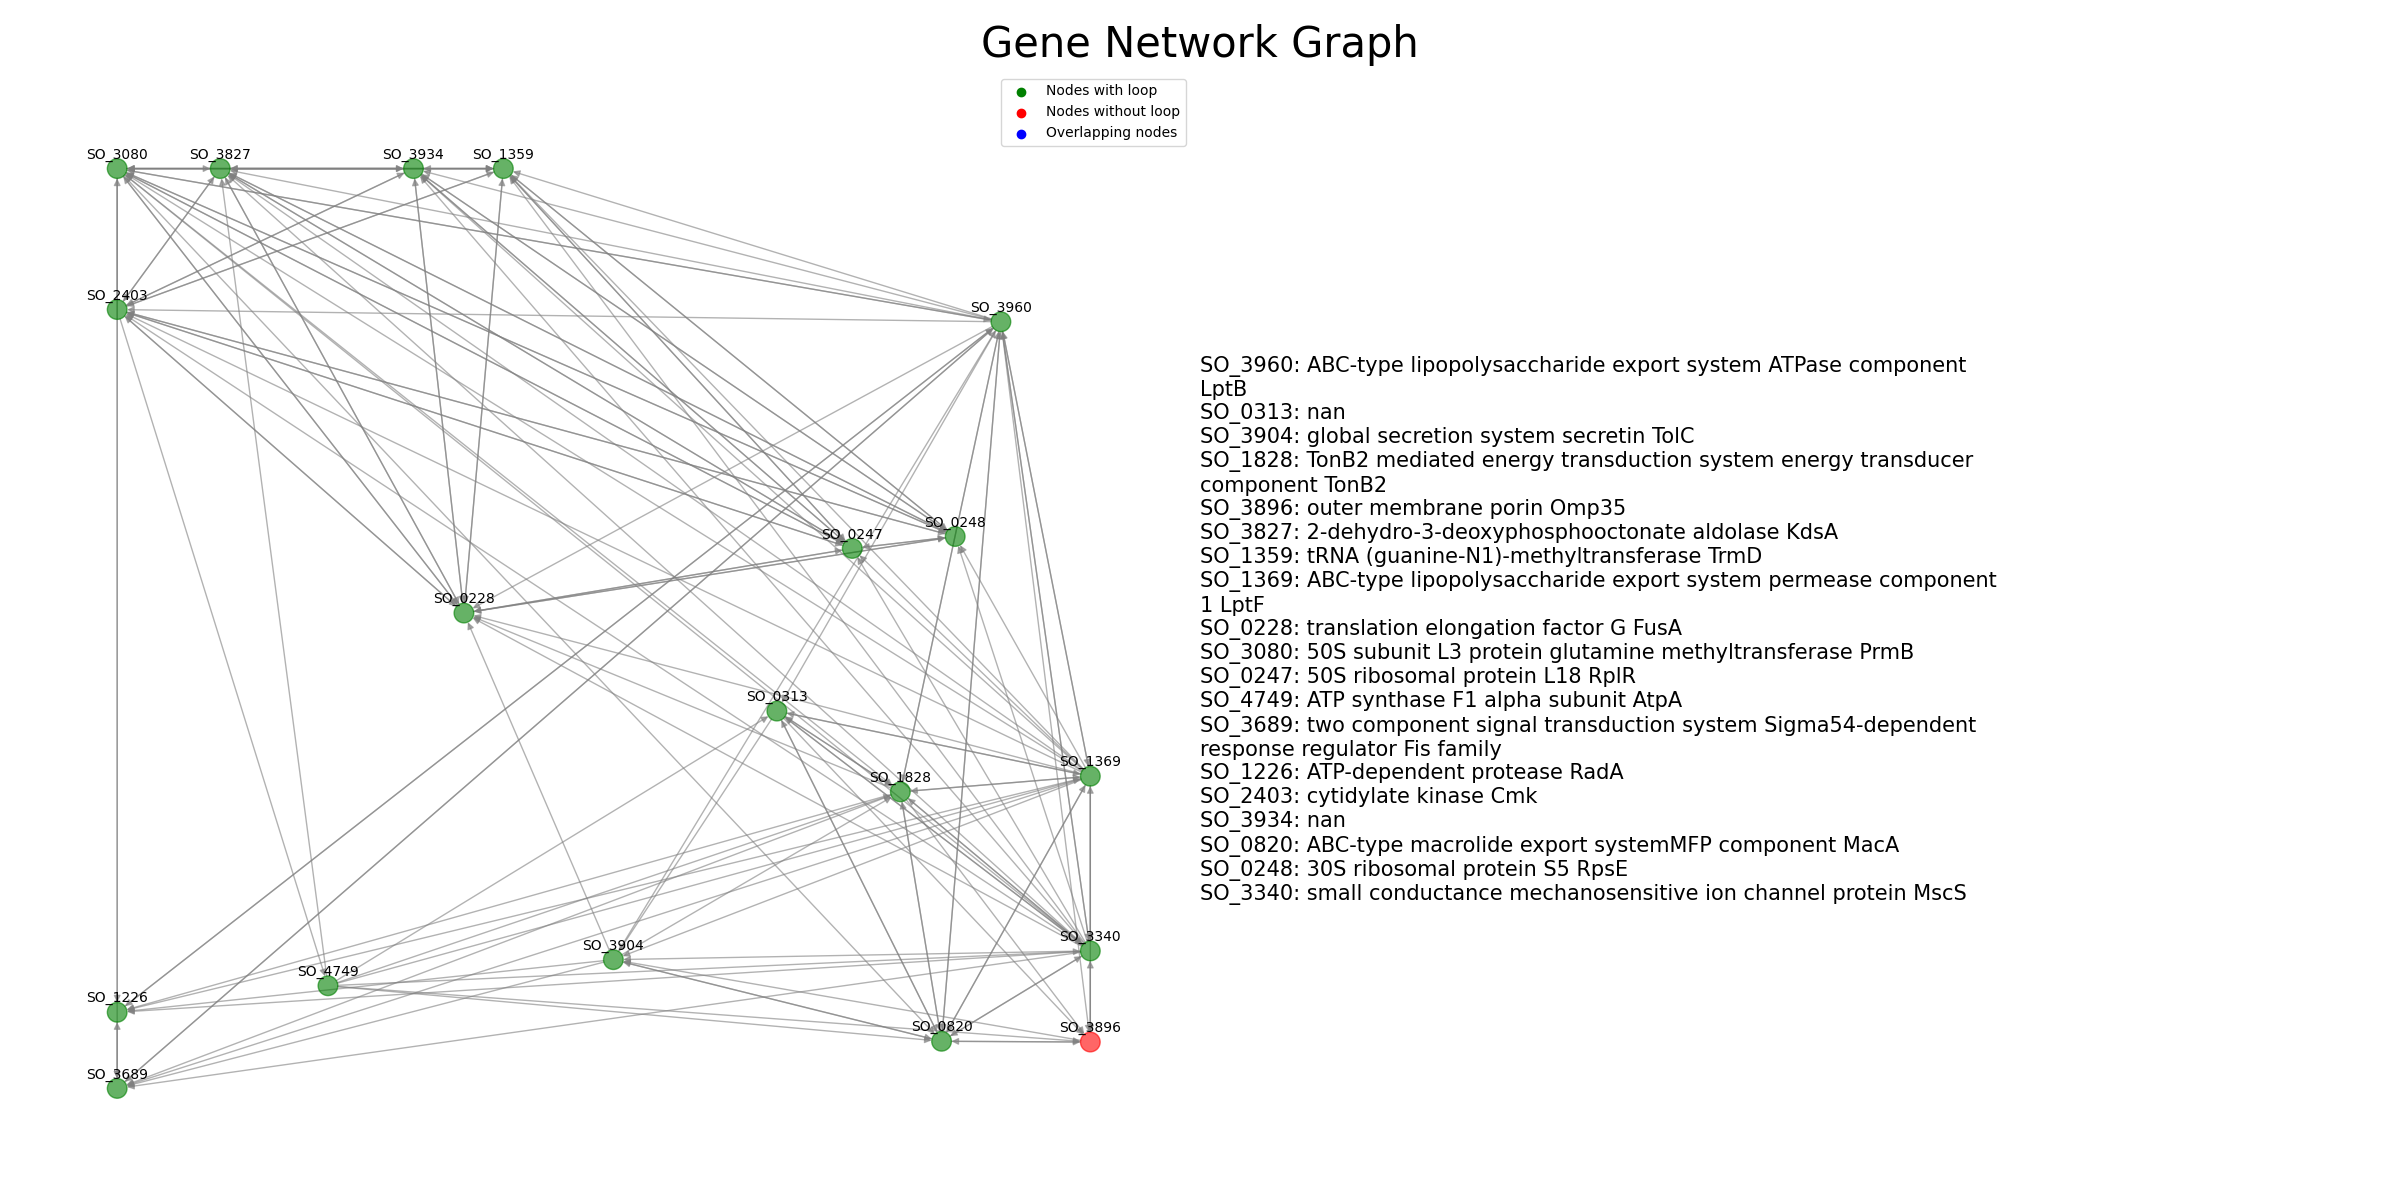 Gene Network Graph
Nodes with loop
Nodes without loop
Overlapping nodes
SO_3080
SO_3827
SO_3934
SO_1359
SO_2403
SO_3960
SO_0248
SO_0247
SO_0228
SO_0313
SO_1369
SO_1828
SO_3340
SO_3904
SO_4749
SO_1226
SO_0820
SO_3896
SO_3689
SO_3960: ABC-type lipopolysaccharide export system ATPase component
LptB
SO_0313: nan
SO_3904: global secretion system secretin TolC
SO_1828: TonB2 mediated energy transduction system energy transducer
component TonB2
SO_3896: outer membrane porin Omp35
SO_3827: 2-dehydro-3-deoxyphosphooctonate aldolase KdsA
SO_1359: tRNA (guanine-N1)-methyltransferase TrmD
SO_1369: ABC-type lipopolysaccharide export system permease component
1 LptF
SO_0228: translation elongation factor G FusA
SO_3080: 50S subunit L3 protein glutamine methyltransferase PrmB
SO_0247: 50S ribosomal protein L18 RplR
SO_4749: ATP synthase F1 alpha subunit AtpA
SO_3689: two component signal transduction system Sigma54-dependent
response regulator Fis family
SO_1226: ATP-dependent protease RadA
SO_2403: cytidylate kinase Cmk
SO_3934: nan
SO_0820: ABC-type macrolide export systemMFP component MacA
SO_0248: 30S ribosomal protein S5 RpsE
SO_3340: small conductance mechanosensitive ion channel protein MscS